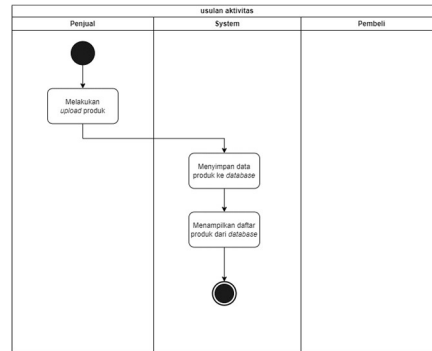 usulan aktivitas
Penjual
System
Pembeli
Melakukan
upload produk
Menyimpan data
produk ke database
Menampilkan daftar
produk dari database